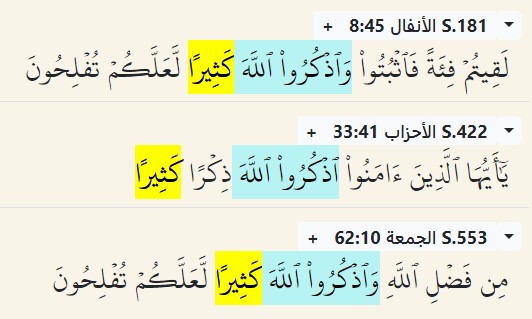 S.181 الأنفال 8:45 +
لَقِيتُمۡ فِئَةً فَٱثۡبُتُواْ وَٱذۡكُرُواْ ٱللَّهَ كَثِيرًا لَّعَلَّكُمۡ تُفۡلِحُونَ
S.422 الأحزاب 33:41 +
يَٰٓأَيُّهَا ٱلَّذِينَ ءَامَنُواْ ٱذۡكُرُواْ ٱللَّهَ ذِكۡرًا كَثِيرًا
S.553 الجمعة 62:10 +
مِن فَضۡلِ ٱللَّهِ وَٱذۡكُرُواْ ٱللَّهَ كَثِيرًا لَّعَلَّكُمۡ تُفۡلِحُونَ